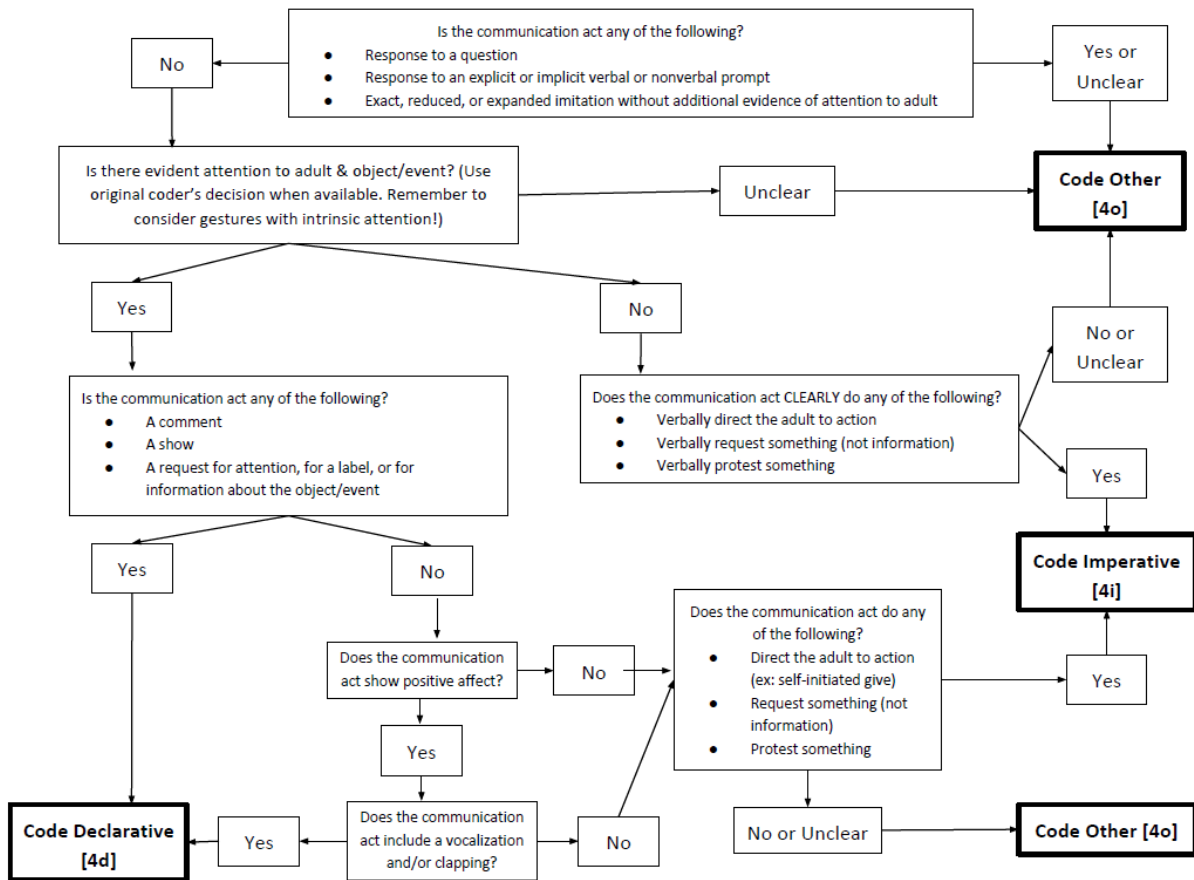 Is the communication act any of the following?
● Response to a question
● Response to an explicit or implicit verbal or nonverbal prompt
● Exact, reduced, or expanded imitation without additional evidence of attention to adult
No
Yes or
Unclear
Is there evident attention to adult & object/event? (Use
original coder's decision when available. Remember to
consider gestures with intrinsic attention!)
Unclear
Code Other
[4o]
Yes
No
No or
Unclear
Is the communication act any of the following?
● A comment
● A show
● A request for attention, for a label, or for
information about the object/event
Does the communication act CLEARLY do any of the following?
● Verbally direct the adult to action
● Verbally request something (not information)
● Verbally protest something
Yes
Yes
No
Code Imperative
[4i]
Does the communication
act show positive affect?
No
Does the communication act do any
of the following?
● Direct the adult to action
(ex: self-initiated give)
● Request something (not
information)
● Protest something
Yes
Yes
Code Declarative
[4d]
Yes
Does the communication
act include a vocalization
and/or clapping?
No
No or Unclear
Code Other [4o]